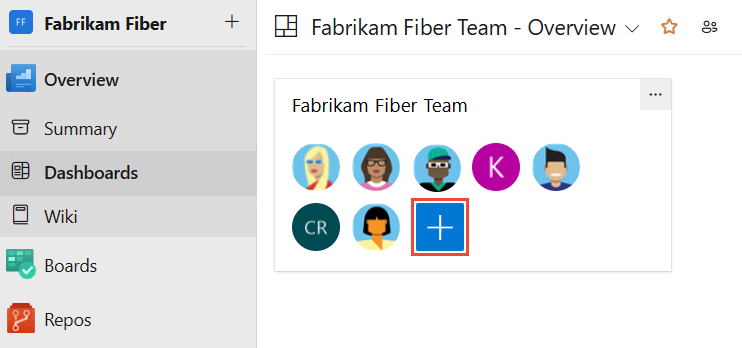 FF Fabrikam Fiber
Overview
Summary
Dashboards
Wiki
Boards
Repos
Fabrikam Fiber Team - Overview
Fabrikam Fiber Team
K
CR